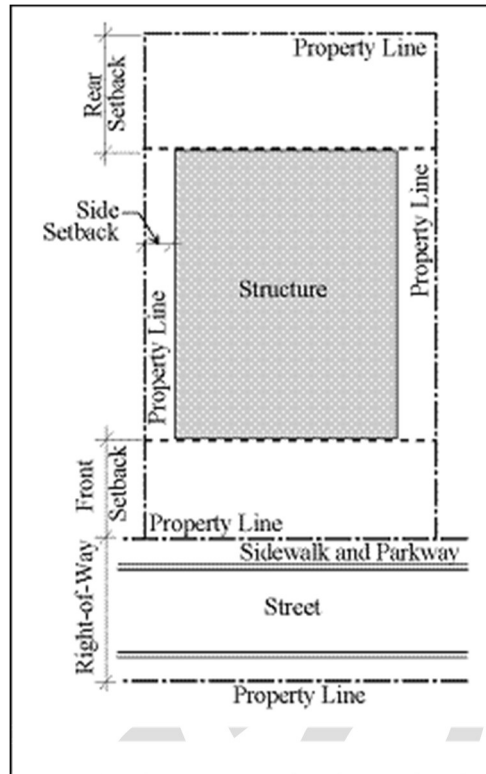 Property Line
Rear
Setback
Side
Setback
Property Line
Structure
Property Line
Front
Setback
Property Line
Right-of-Way
Sidewalk and Parkway
Street
Property Line